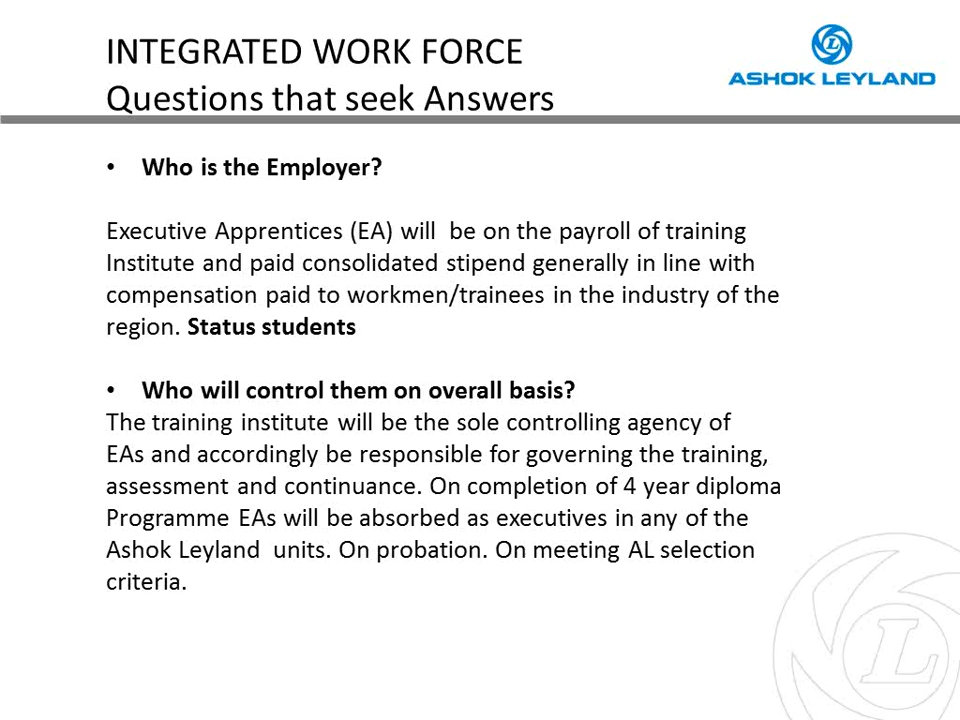 INTEGRATED WORK FORCE
Questions that seek Answers
ASHOK LEYLAND
• Who is the Employer?
Executive Apprentices (EA) will  be on the payroll of training
Institute and paid consolidated stipend generally in line with
compensation paid to workmen/trainees in the industry of the
region. Status students
• Who will control them on overall basis?
The training institute will be the sole controlling agency of
EAs and accordingly be responsible for governing the training,
assessment and continuance. On completion of 4 year diploma
Programme EAs will be absorbed as executives in any of the
Ashok Leyland  units. On probation. On meeting AL selection
criteria.
L